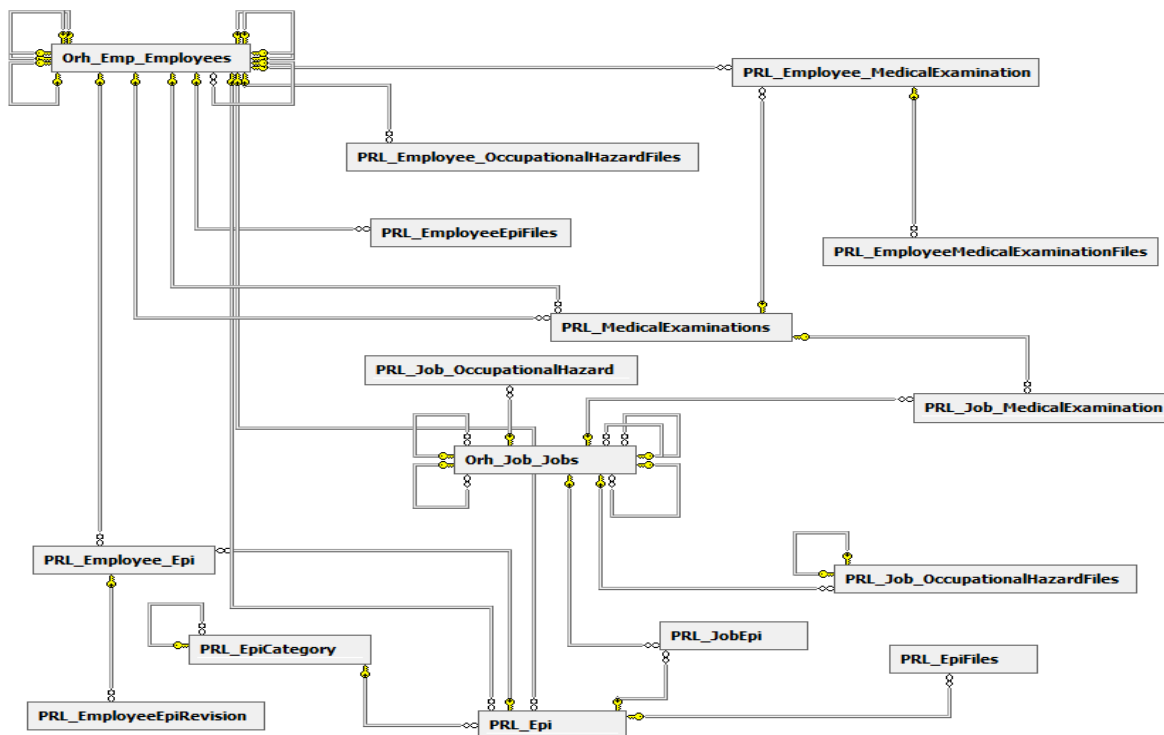 Orh_Emp_Employees
PRL_Employee_MedicalExamination
PRL_Employee_OccupationalHazardFiles
PRL_EmployeeEpiFiles
PRL_EmployeeMedicalExaminationFiles
PRL_MedicalExaminations
PRL_Job_OccupationalHazard
PRL_Job_MedicalExamination
Orh_Job_Jobs
PRL_Employee_Epi
PRL_Job_OccupationalHazardFiles
PRL_JobEpi
PRL_EpiCategory
PRL_EpiFiles
PRL_EmployeeEpiRevision
PRL_Epi